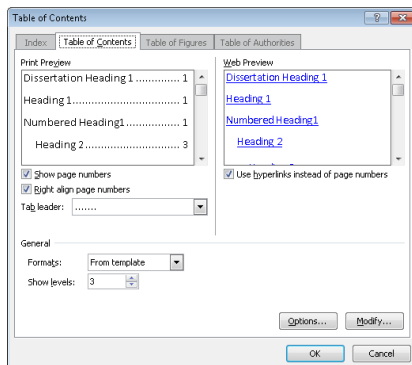 Table of Contents
Index
Table of Contents
Table of Figures
Table of Authorities
Print Preview
Dissertation Heading 1 .............. 1
Heading 1 ................................ 1
Numbered Heading1 ............... 1
Heading 2 ........................... 3
Show page numbers
Right align page numbers
Tab leader: .......
Web Preview
Dissertation Heading 1
Heading 1
Numbered Heading1
Heading 2
Use hyperlinks instead of page numbers
General
Formats: From template
Show levels: 3
Options...
Modify...
OK
Cancel